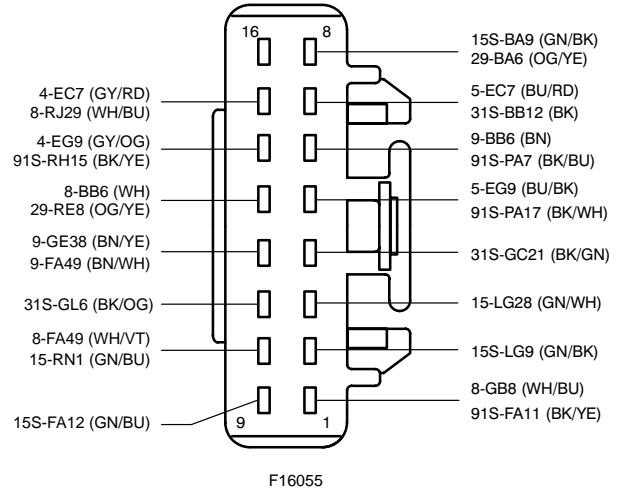 16
8
15S-BA9 (GN/BK)
29-BA6 (OG/YE)
4-EC7 (GY/RD)
8-RJ29 (WH/BU)
5-EC7 (BU/RD)
31S-BB12 (BK)
4-EG9 (GY/OG)
91S-RH15 (BK/YE)
9-BB6 (BN)
91S-PA7 (BK/BU)
8-BB6 (WH)
29-RE8 (OG/YE)
5-EG9 (BU/BK)
91S-PA17 (BK/WH)
9-GE38 (BN/YE)
9-FA49 (BN/WH)
31S-GC21 (BK/GN)
31S-GL6 (BK/OG)
15-LG28 (GN/WH)
8-FA49 (WH/VT)
15-RN1 (GN/BU)
15S-LG9 (GN/BK)
8-GB8 (WH/BU)
91S-FA11 (BK/YE)
15S-FA12 (GN/BU)
9
1
F16055